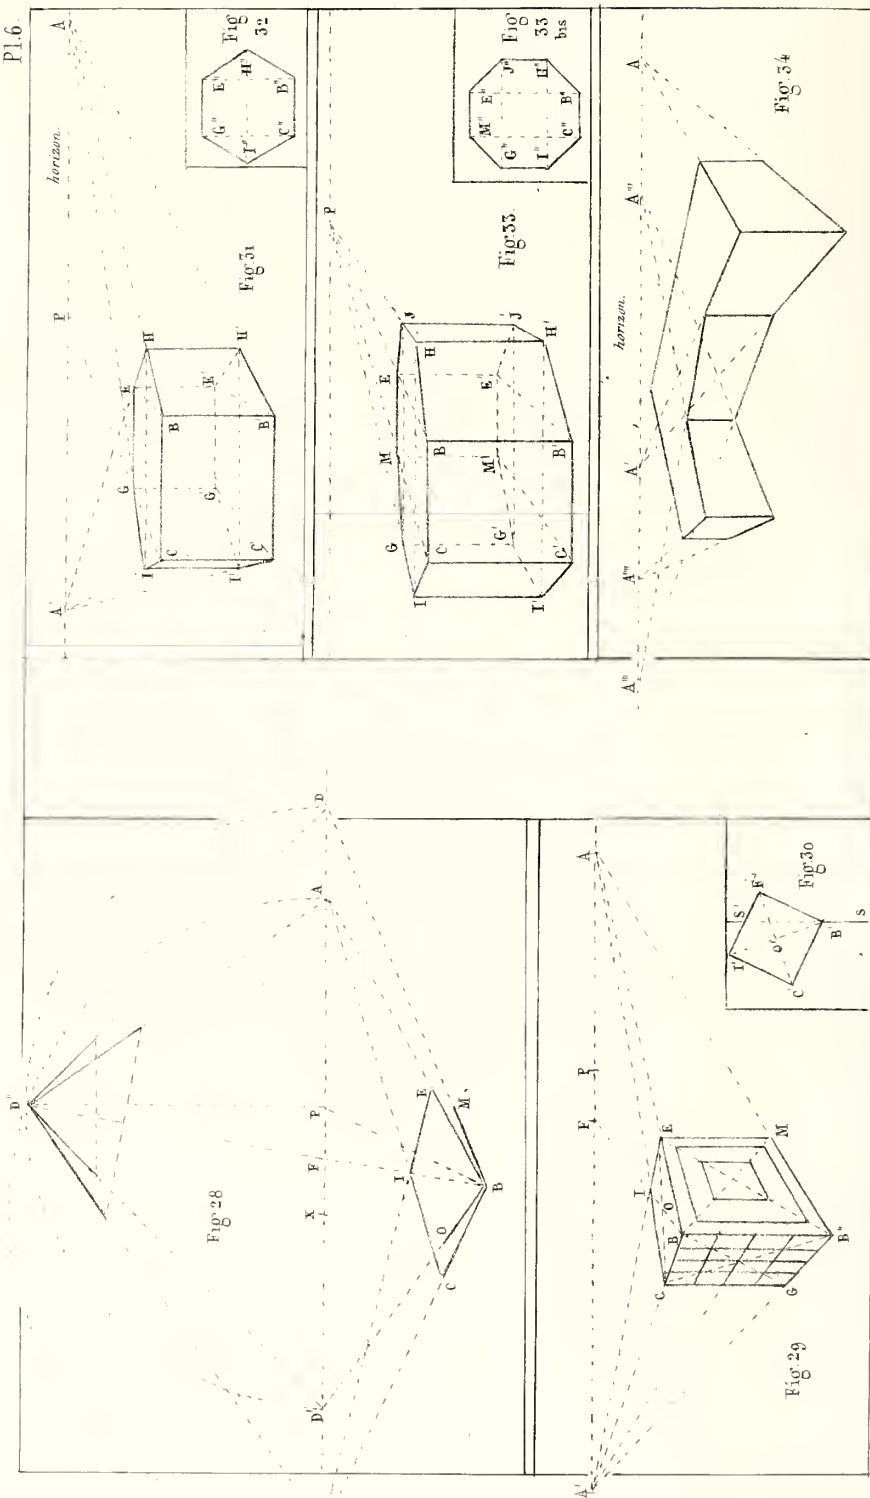 Pl.6.
A'
P
horizon.
A
G
E
I
C
B
H
G'
E'
I'
C'
B'
H'
Fig. 31
Fig. 32
G"
E"
I"
H"
C"
B"
P
G
M
E
J
I
C
B
H
G'
M'
E'
J'
I'
C'
B'
H'
Fig. 33
Fig. 33 bis
M"
E"
G"
J"
I"
H"
C"
B"
horizon.
A'
A
Fig. 34
D"
Fig. 28
D'
X
F
P
A
D
I
E
C
O
M
B
A'
F
P
A
I
E
C
B
O
M
G
B"
Fig. 29
I'
S'
F'
O'
C'
B'
S
Fig. 30